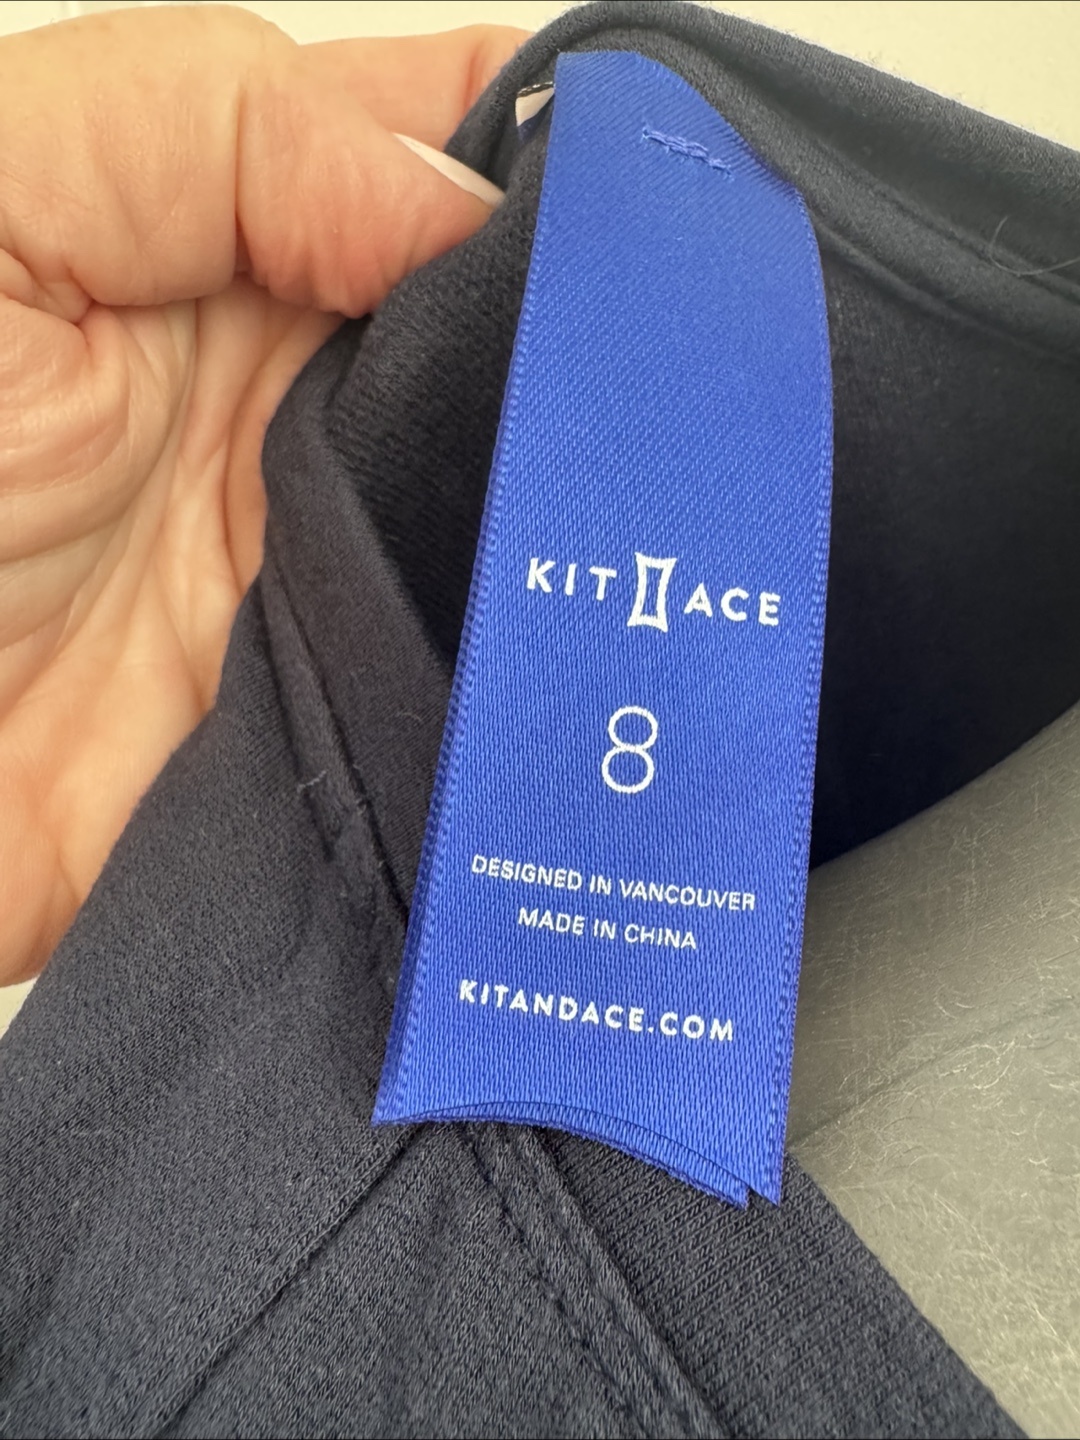 KIT ACE
8
DESIGNED IN VANCOUVER
MADE IN CHINA
KITANDACE.COM